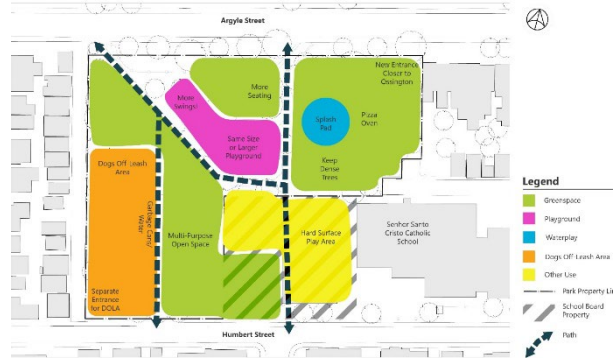 Argyle Street
New Entrance
Closer to
Ossington
More
Seating
More
Swings!
Splash
Pad
Pizza
Oven
Same Size
or Larger
Playground
Keep
Dense
Trees
Dogs Off Leash
Area
Garbage Cans/
Water
Multi-Purpose
Open Space
Hard Surface
Play Area
Senhor Santo
Cristo Catholic
School
Separate
Entrance
for DOLA
Humbert Street
Legend
Greenspace
Playground
Waterplay
Dogs Off Leash Area
Other Use
Park Property Li
School Board
Property
Path